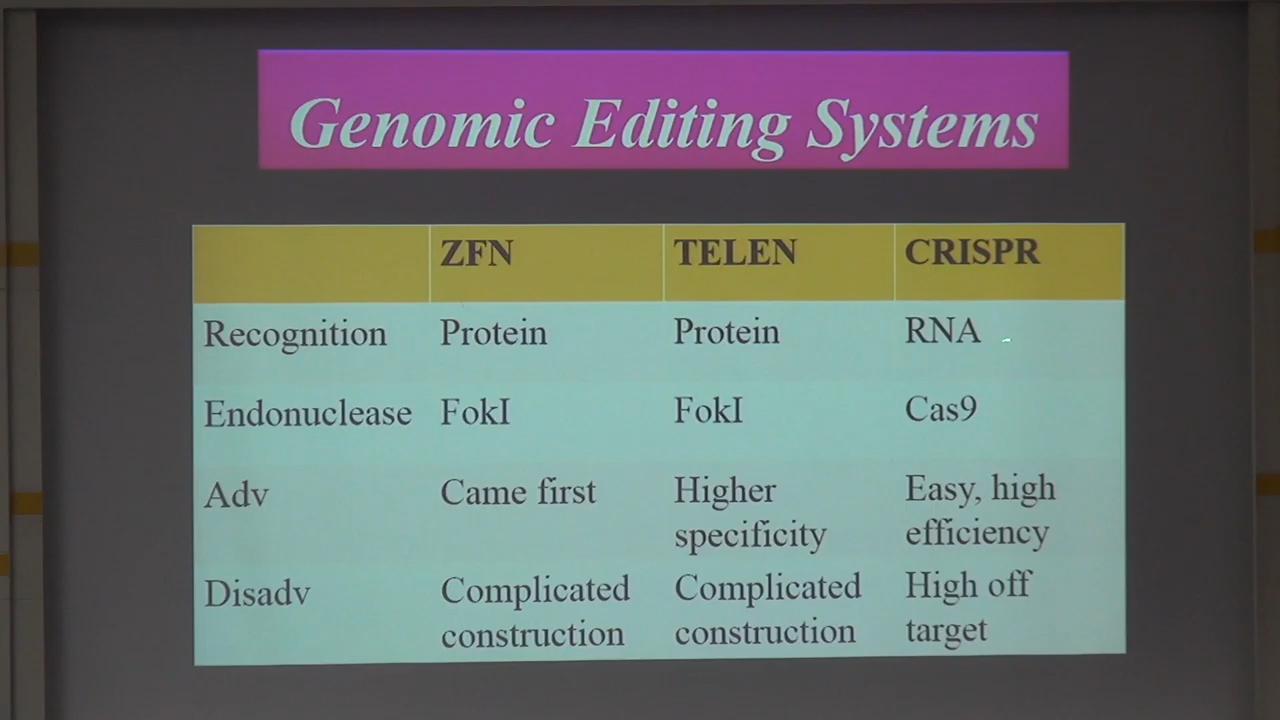 Genomic Editing Systems
ZFN TELEN CRISPR
Recognition Protein Protein RNA
Endonuclease FokI FokI Cas9
Adv Came first Higher specificity Easy, high efficiency
Disadv Complicated construction Complicated construction High off target